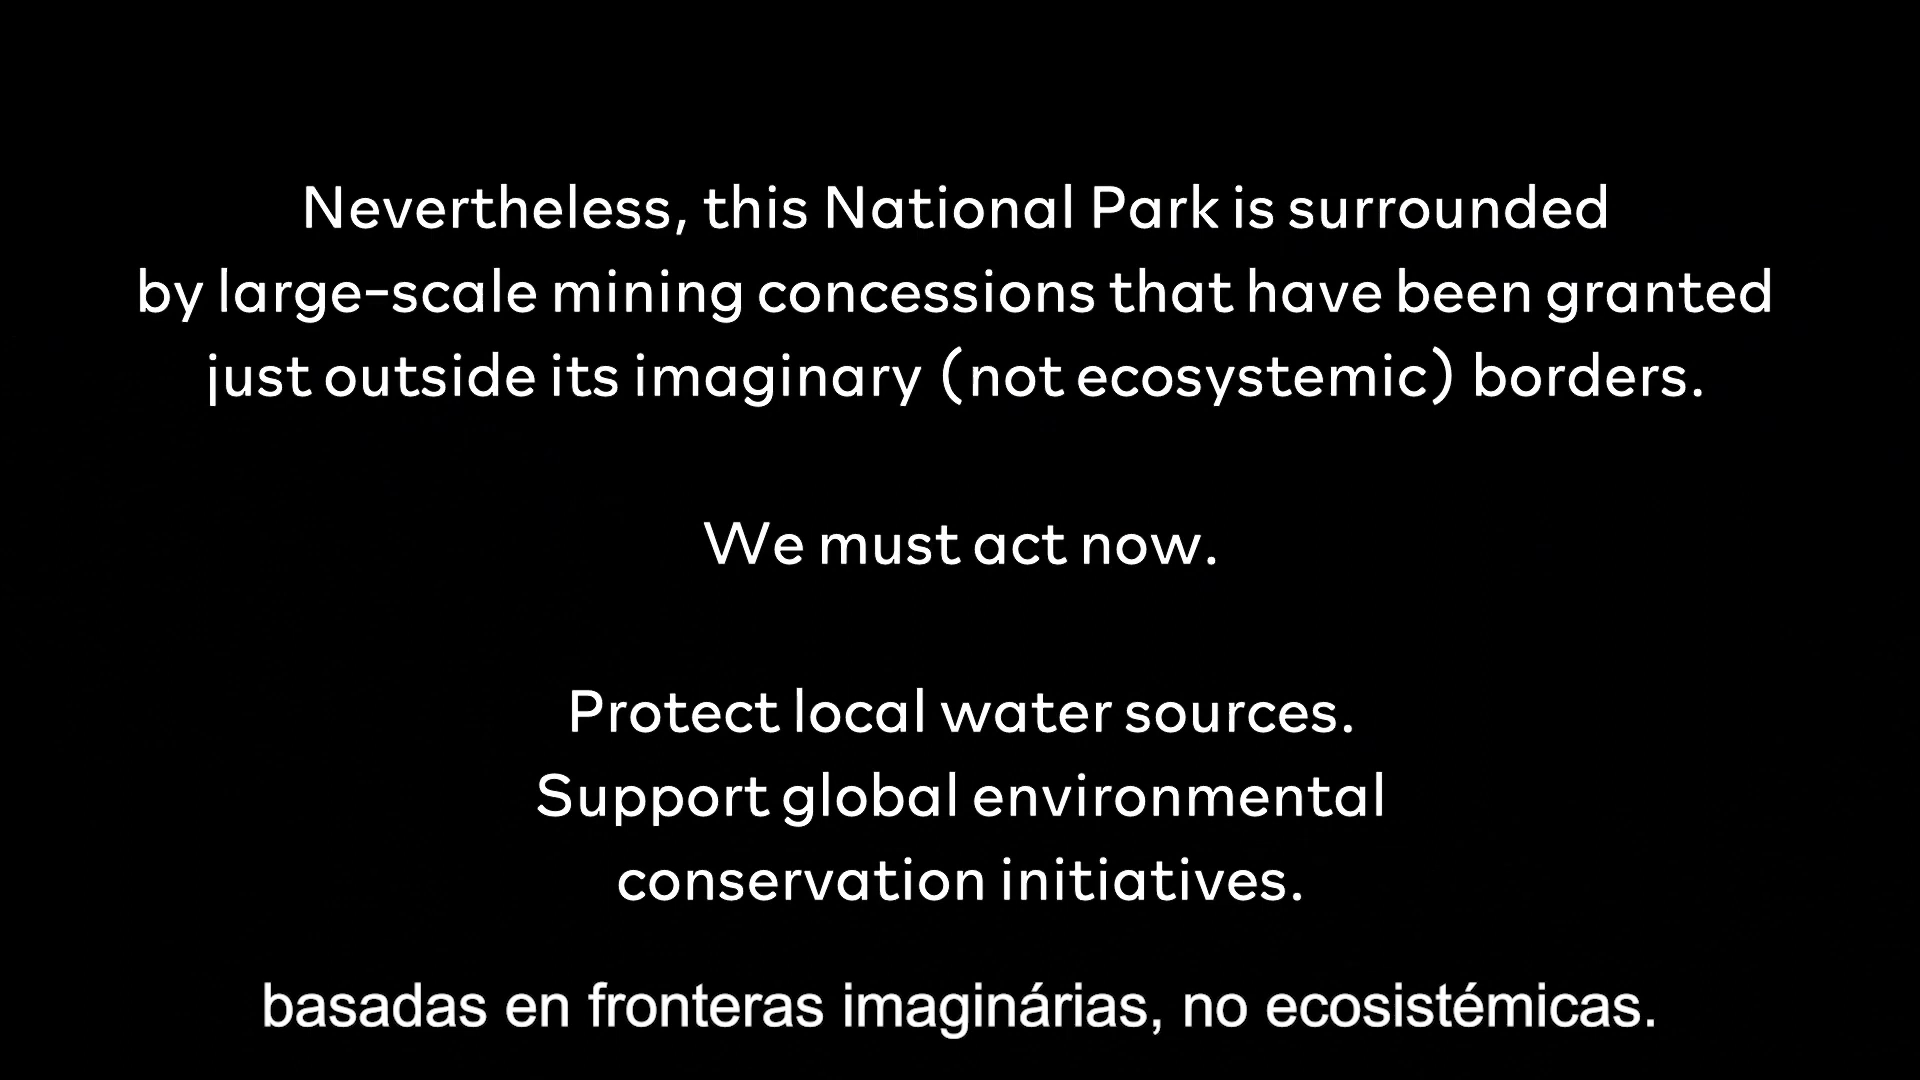 Nevertheless, this National Park is surrounded
by large-scale mining concessions that have been granted
just outside its imaginary (not ecosystemic) borders.
We must act now.
Protect local water sources.
Support global environmental
conservation initiatives.
basadas en fronteras imaginárias, no ecosistémicas.